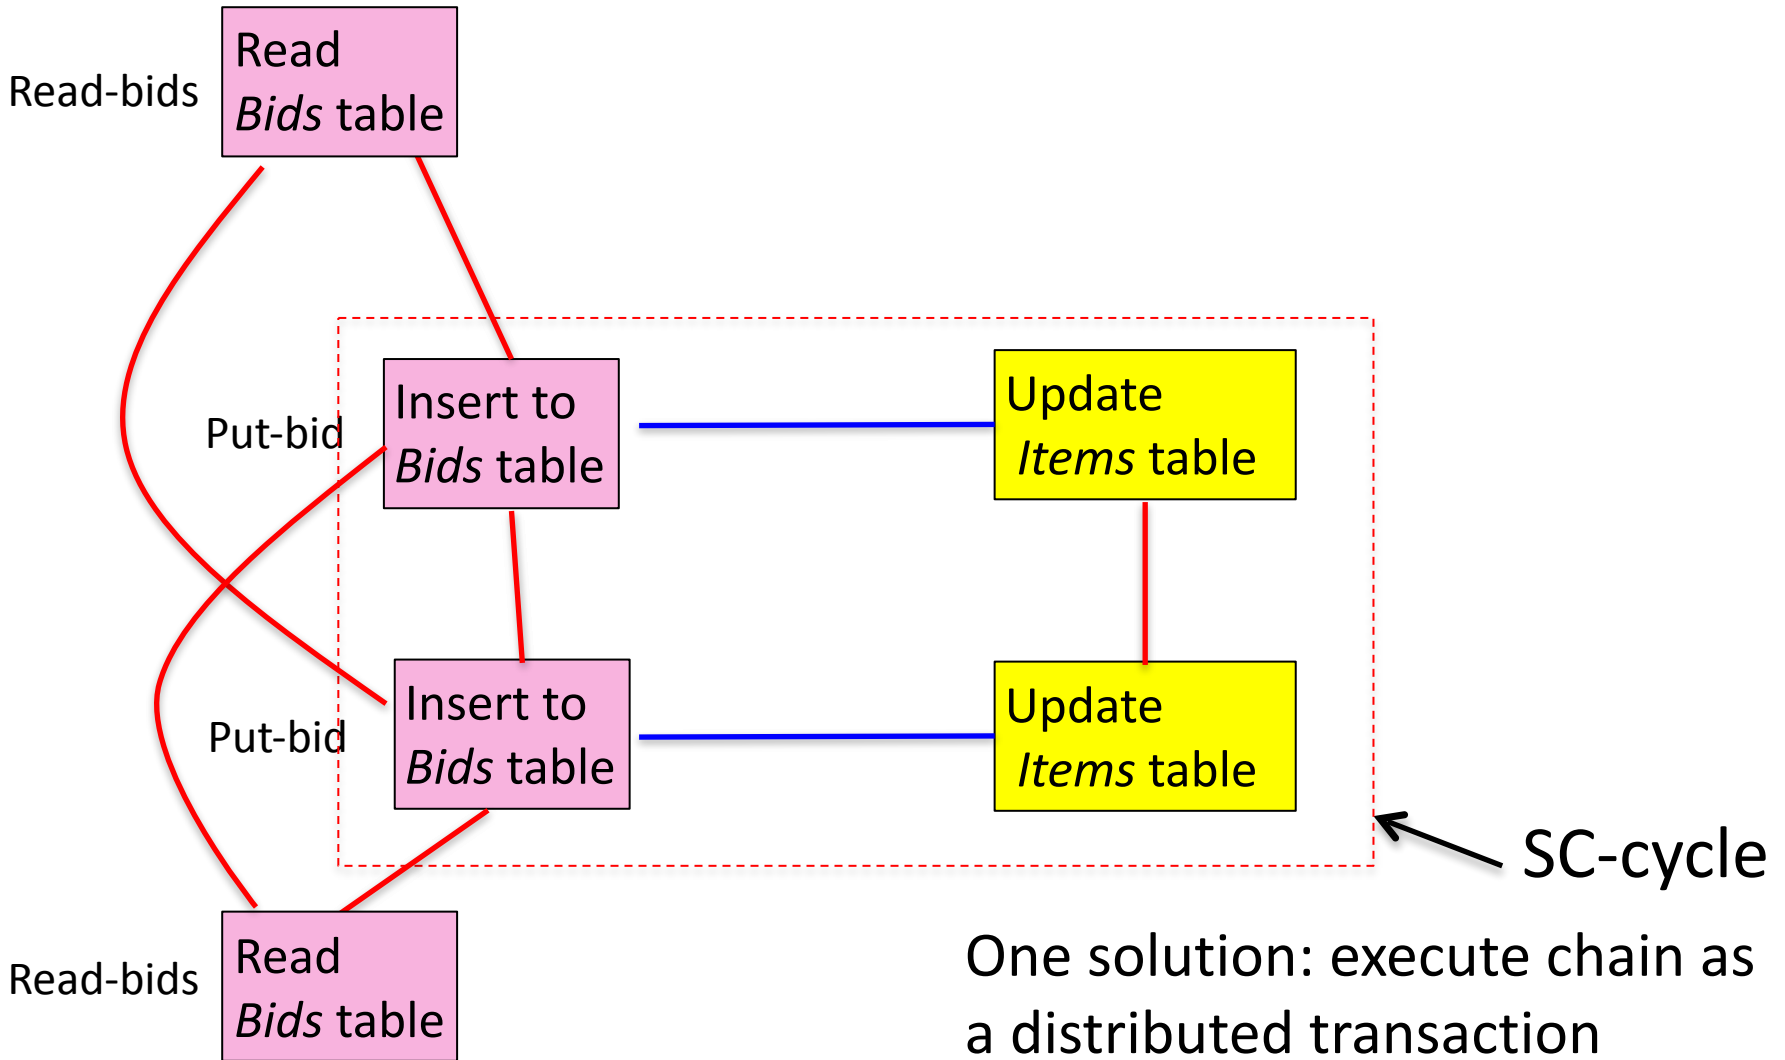 Read-bids
Read
Bids table
Put-bid
Insert to
Bids table
Update
Items table
Put-bid
Insert to
Bids table
Update
Items table
SC-cycle
Read-bids
Read
Bids table
One solution: execute chain as
a distributed transaction